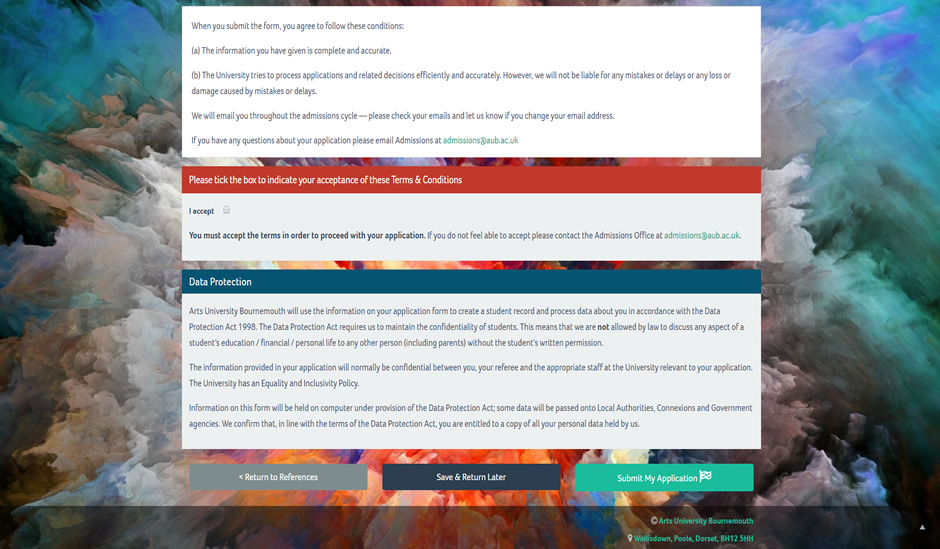 When you submit the form, you agree to follow these conditions:
(a) The information you have given is complete and accurate.
(b) The University tries to process applications and related decisions efficiently and accurately. However, we will not be liable for any mistakes or delays or any loss or
damage caused by mistakes or delays.
We will email you throughout the admissions cycle — please check your emails and let us know if you change your email address.
If you have any questions about your application please email Admissions at admissions@aub.ac.uk
Please tick the box to indicate your acceptance of these Terms & Conditions
I accept
You must accept the terms in order to proceed with your application. If you do not feel able to accept please contact the Admissions Office at admissions@aub.ac.uk.
Data Protection
Arts University Bournemouth will use the information on your application form to create a student record and process data about you in accordance with the Data
Protection Act 1998. The Data Protection Act requires us to maintain the confidentiality of students. This means that we are not allowed by law to discuss any aspect of a
student's education / financial / personal life to any other person (including parents) without the student's written permission.
The information provided in your application will normally be confidential between you, your referee and the appropriate staff at the University relevant to your application.
The University has an Equality and Inclusivity Policy.
Information on this form will be held on computer under provision of the Data Protection Act; some data will be passed onto Local Authorities, Connexions and Government
agencies. We confirm that, in line with the terms of the Data Protection Act, you are entitled to a copy of all your personal data held by us.
< Return to References
Save & Return Later
Submit My Application
© Arts University Bournemouth
Wallisdown, Poole, Dorset, BH12 5HH